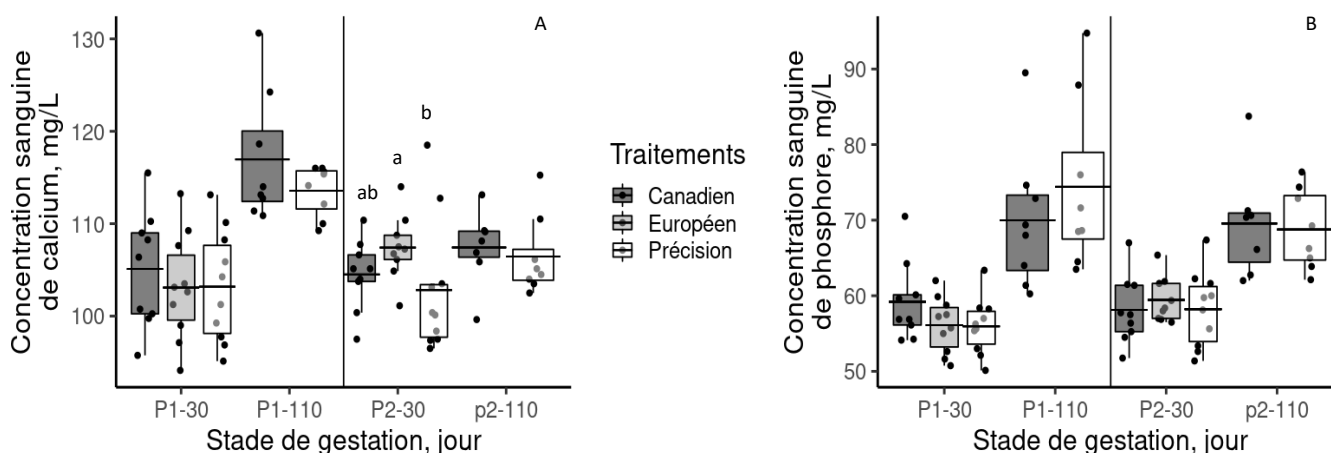 Concentration sanguine
de calcium, mg/L
130
120
110
100
A
ab
a
b
P1-30
P1-110
P2-30
p2-110
Stade de gestation, jour
Traitements
Canadien
Européen
Précision
Concentration sanguine
de phosphore, mg/L
90
80
70
60
50
B
P1-30
P1-110
P2-30
p2-110
Stade de gestation, jour